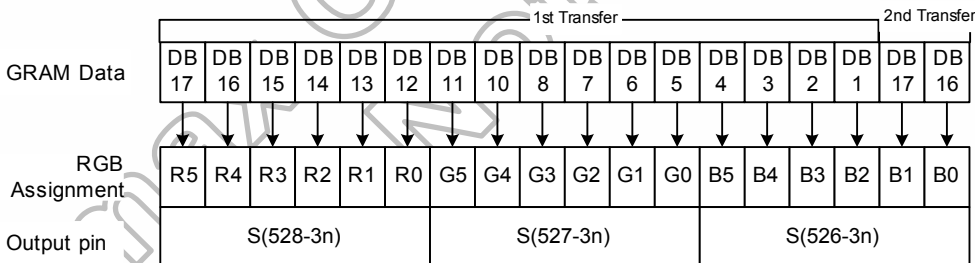 1st Transfer 2nd Transfer
GRAM Data DB 17 DB 16 DB 15 DB 14 DB 13 DB 12 DB 11 DB 10 DB 8 DB 7 DB 6 DB 5 DB 4 DB 3 DB 2 DB 1 DB 17 DB 16
RGB Assignment R5 R4 R3 R2 R1 R0 G5 G4 G3 G2 G1 G0 B5 B4 B3 B2 B1 B0
Output pin S(528-3n) S(527-3n) S(526-3n)